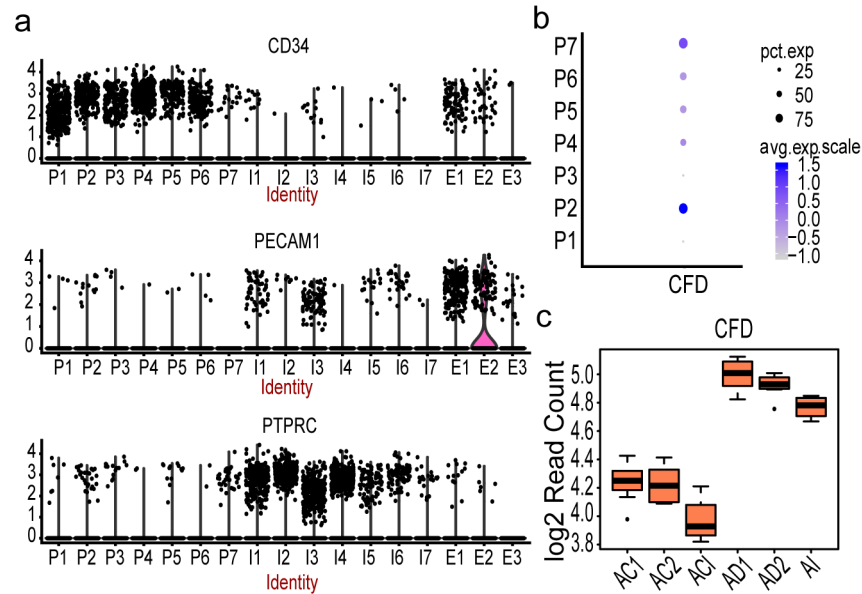 a
CD34
4
3
2
1
0
P1 P2 P3 P4 P5 P6 P7 I1 I2 I3 I4 I5 I6 I7 E1 E2 E3
Identity
PECAM1
4
3
2
1
0
P1 P2 P3 P4 P5 P6 P7 I1 I2 I3 I4 I5 I6 I7 E1 E2 E3
Identity
PTPRC
4
3
2
1
0
P1 P2 P3 P4 P5 P6 P7 I1 I2 I3 I4 I5 I6 I7 E1 E2 E3
Identity
b
P7
P6
P5
P4
P3
P2
P1
CFD
pct.exp
25
50
75
avg.exp.scale
1.5
1.0
0.5
0.0
−0.5
−1.0
c
CFD
log2 Read Count
5.0
4.8
4.6
4.4
4.2
4.0
3.8
AC1 AC2 ACI AD1 AD2 AI